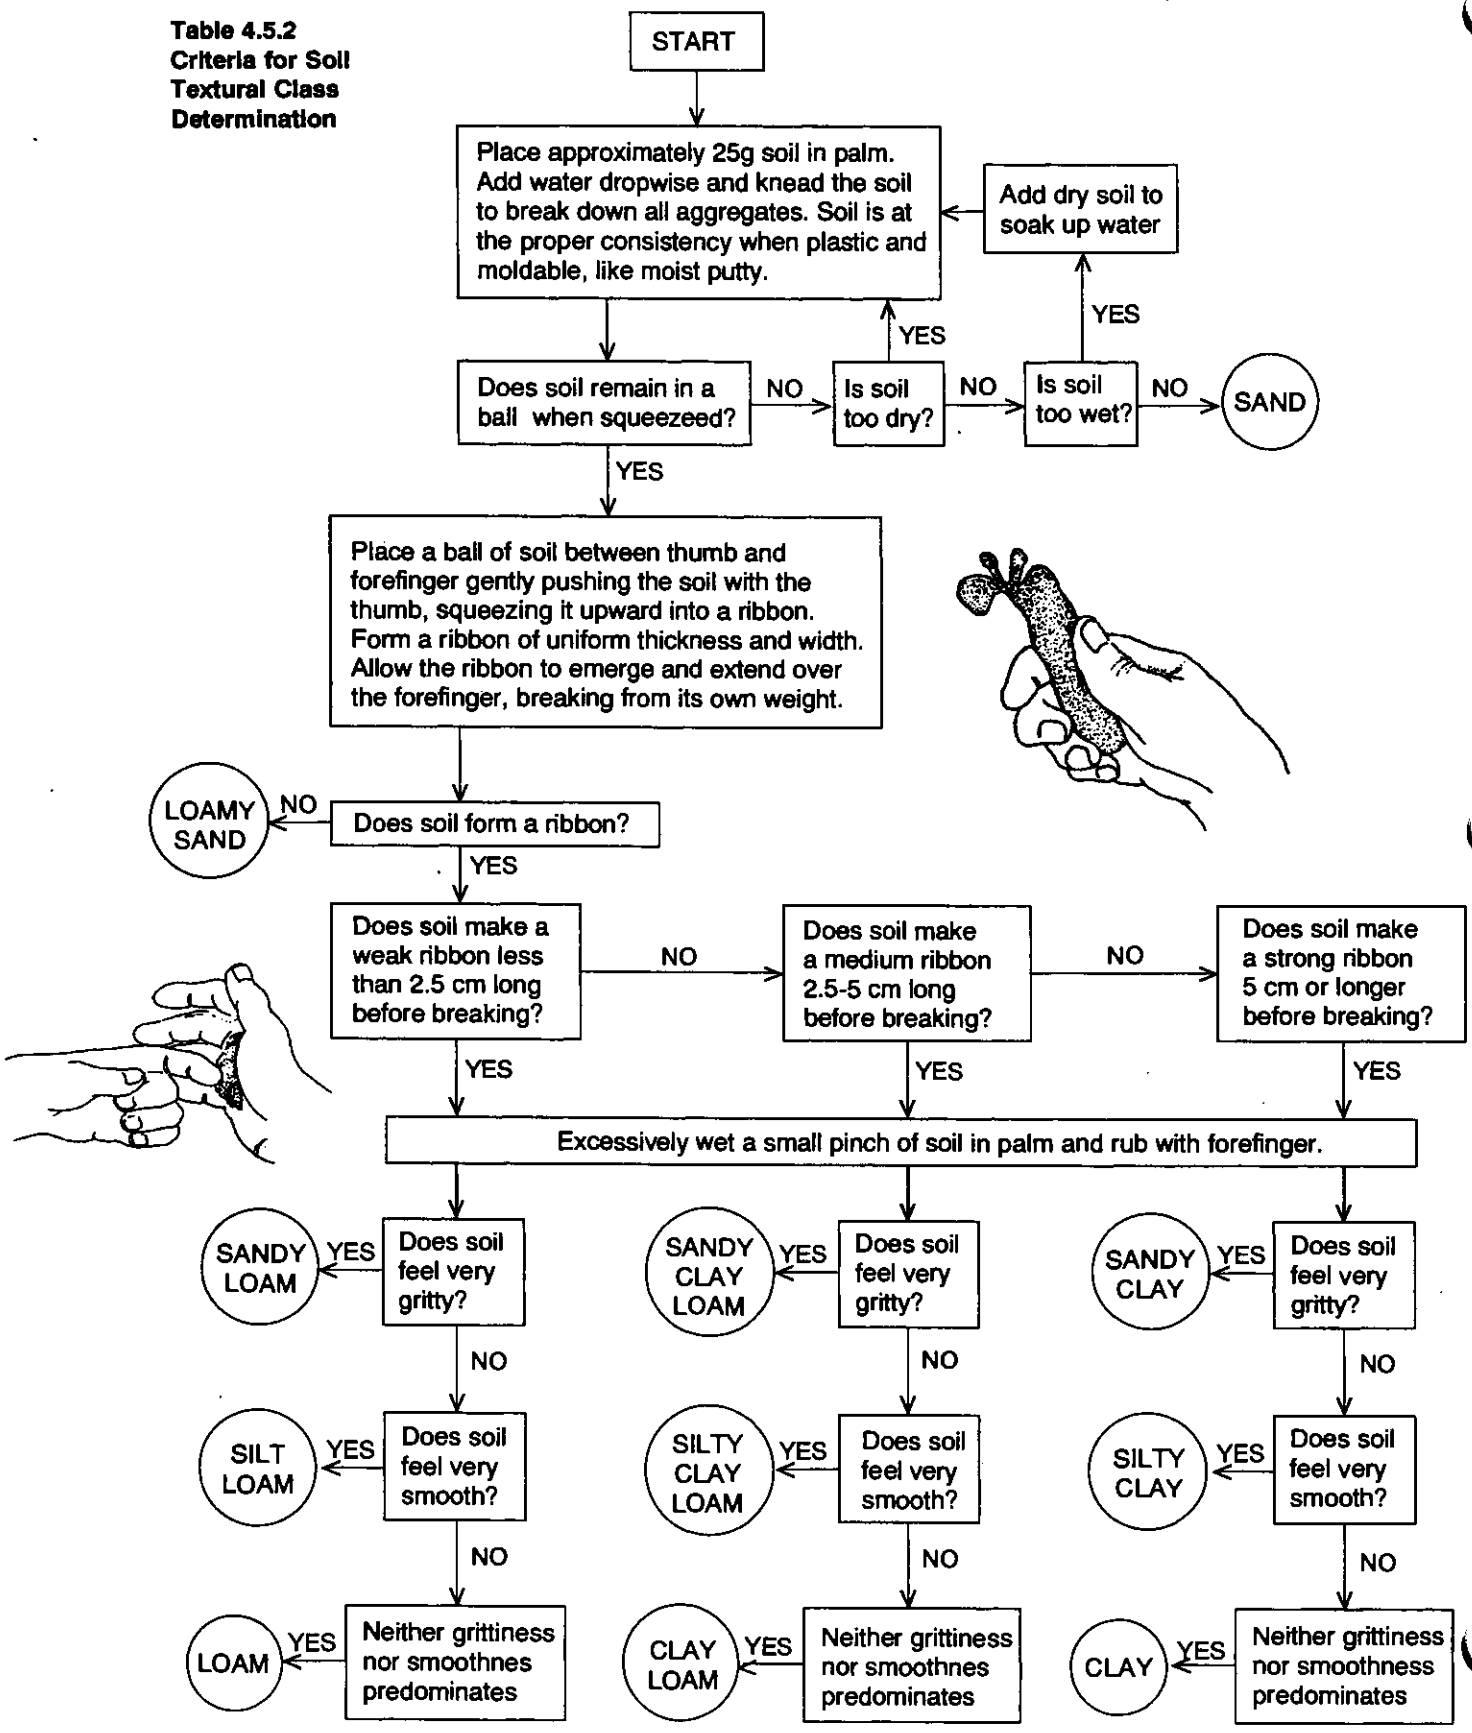 Table 4.5.2
Criteria for Soil
Textural Class
Determination
START
Place approximately 25g soil in palm.
Add water dropwise and knead the soil
to break down all aggregates. Soil is at
the proper consistency when plastic and
moldable, like moist putty.
Add dry soil to
soak up water
YES
YES
Does soil remain in a
ball when squeezeed?
NO
Is soil
too dry?
NO
Is soil
too wet?
NO
SAND
YES
Place a ball of soil between thumb and
forefinger gently pushing the soil with the
thumb, squeezing it upward into a ribbon.
Form a ribbon of uniform thickness and width.
Allow the ribbon to emerge and extend over
the forefinger, breaking from its own weight.
LOAMY
SAND
NO
Does soil form a ribbon?
YES
Does soil make a
weak ribbon less
than 2.5 cm long
before breaking?
NO
Does soil make
a medium ribbon
2.5-5 cm long
before breaking?
NO
Does soil make
a strong ribbon
5 cm or longer
before breaking?
YES
YES
YES
Excessively wet a small pinch of soil in palm and rub with forefinger.
SANDY
LOAM
YES
Does soil
feel very
gritty?
SANDY
CLAY
LOAM
YES
Does soil
feel very
gritty?
SANDY
CLAY
YES
Does soil
feel very
gritty?
NO
NO
NO
SILT
LOAM
YES
Does soil
feel very
smooth?
SILTY
CLAY
LOAM
YES
Does soil
feel very
smooth?
SILTY
CLAY
YES
Does soil
feel very
smooth?
NO
NO
NO
LOAM
YES
Neither grittiness
nor smoothnes
predominates
CLAY
LOAM
YES
Neither grittiness
nor smoothnes
predominates
CLAY
YES
Neither grittiness
nor smoothness
predominates